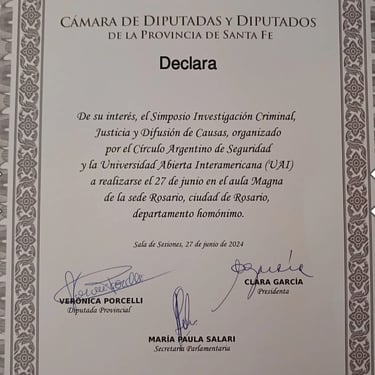 CÁMARA DE DIPUTADAS Y DIPUTADOS
DE LA PROVINCIA DE SANTA FE
Declara
De su interés, el Simposio Investigación Criminal,
Justicia y Difusión de Causas, organizado
por el Círculo Argentino de Seguridad
y la Universidad Abierta Interamericana (UAI)
a realizarse el 27 de junio en el aula Magna
de la sede Rosario, ciudad de Rosario,
departamento homónimo.
Sala de Sesiones, 27 de junio de 2024
CLARA GARCÍA
Presidenta
VERÓNICA PORCELLI
Diputada Provincial
MARÍA PAULA SALARI
Secretaria Parlamentaria